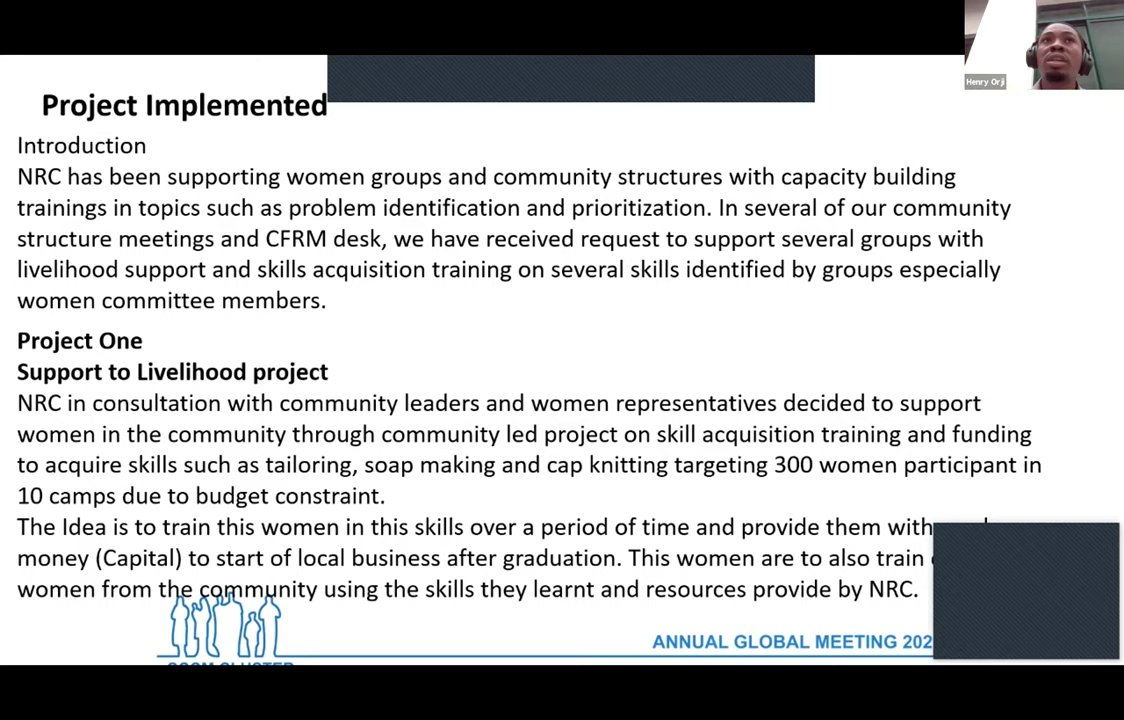 Henry Orji
Project Implemented
Introduction
NRC has been supporting women groups and community structures with capacity building
trainings in topics such as problem identification and prioritization. In several of our community
structure meetings and CFRM desk, we have received request to support several groups with
livelihood support and skills acquisition training on several skills identified by groups especially
women committee members.
Project One
Support to Livelihood project
NRC in consultation with community leaders and women representatives decided to support
women in the community through community led project on skill acquisition training and funding
to acquire skills such as tailoring, soap making and cap knitting targeting 300 women participant in
10 camps due to budget constraint.
The Idea is to train this women in this skills over a period of time and provide them with
money (Capital) to start of local business after graduation. This women are to also train
women from the community using the skills they learnt and resources provide by NRC.
ANNUAL GLOBAL MEETING 202
CCCM CLUSTER